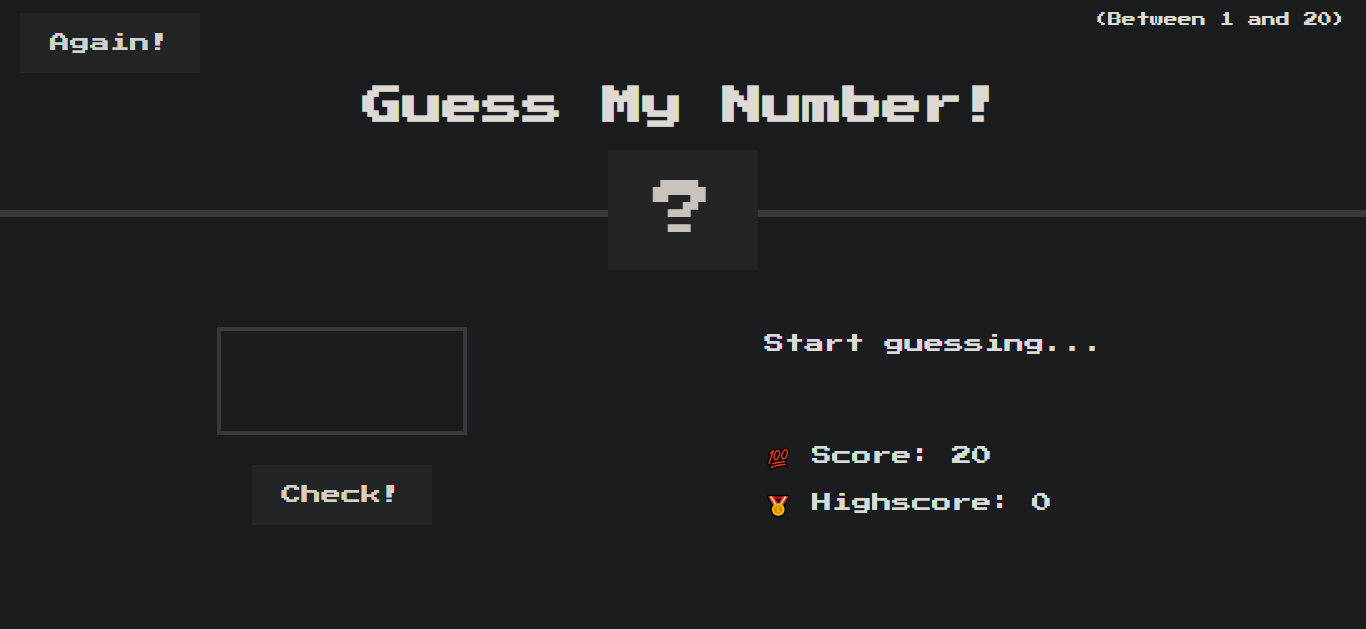 Again!
(Between 1 and 20)
Guess My Number!
?
Start guessing...
Check!
💯 Score: 20
🥇 Highscore: 0